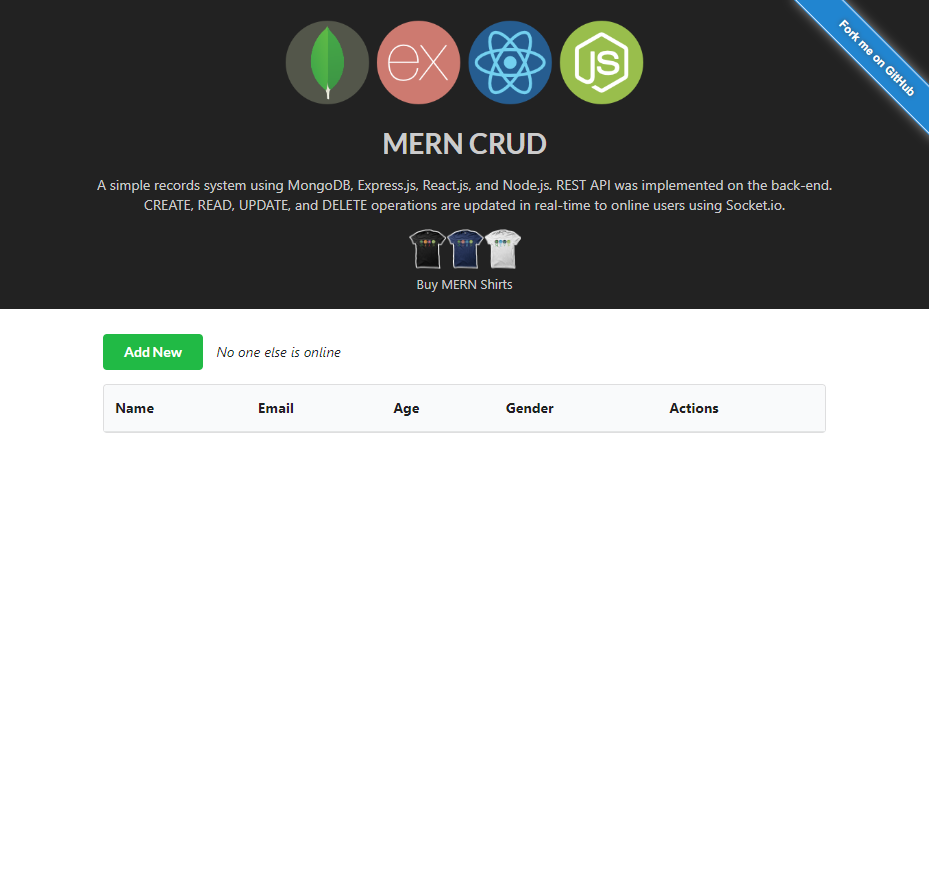 ex
JS
Fork me on GitHub
MERN CRUD
A simple records system using MongoDB, Express.js, React.js, and Node.js. REST API was implemented on the back-end.
CREATE, READ, UPDATE, and DELETE operations are updated in real-time to online users using Socket.io.
Buy MERN Shirts
Add New No one else is online
Name Email Age Gender Actions